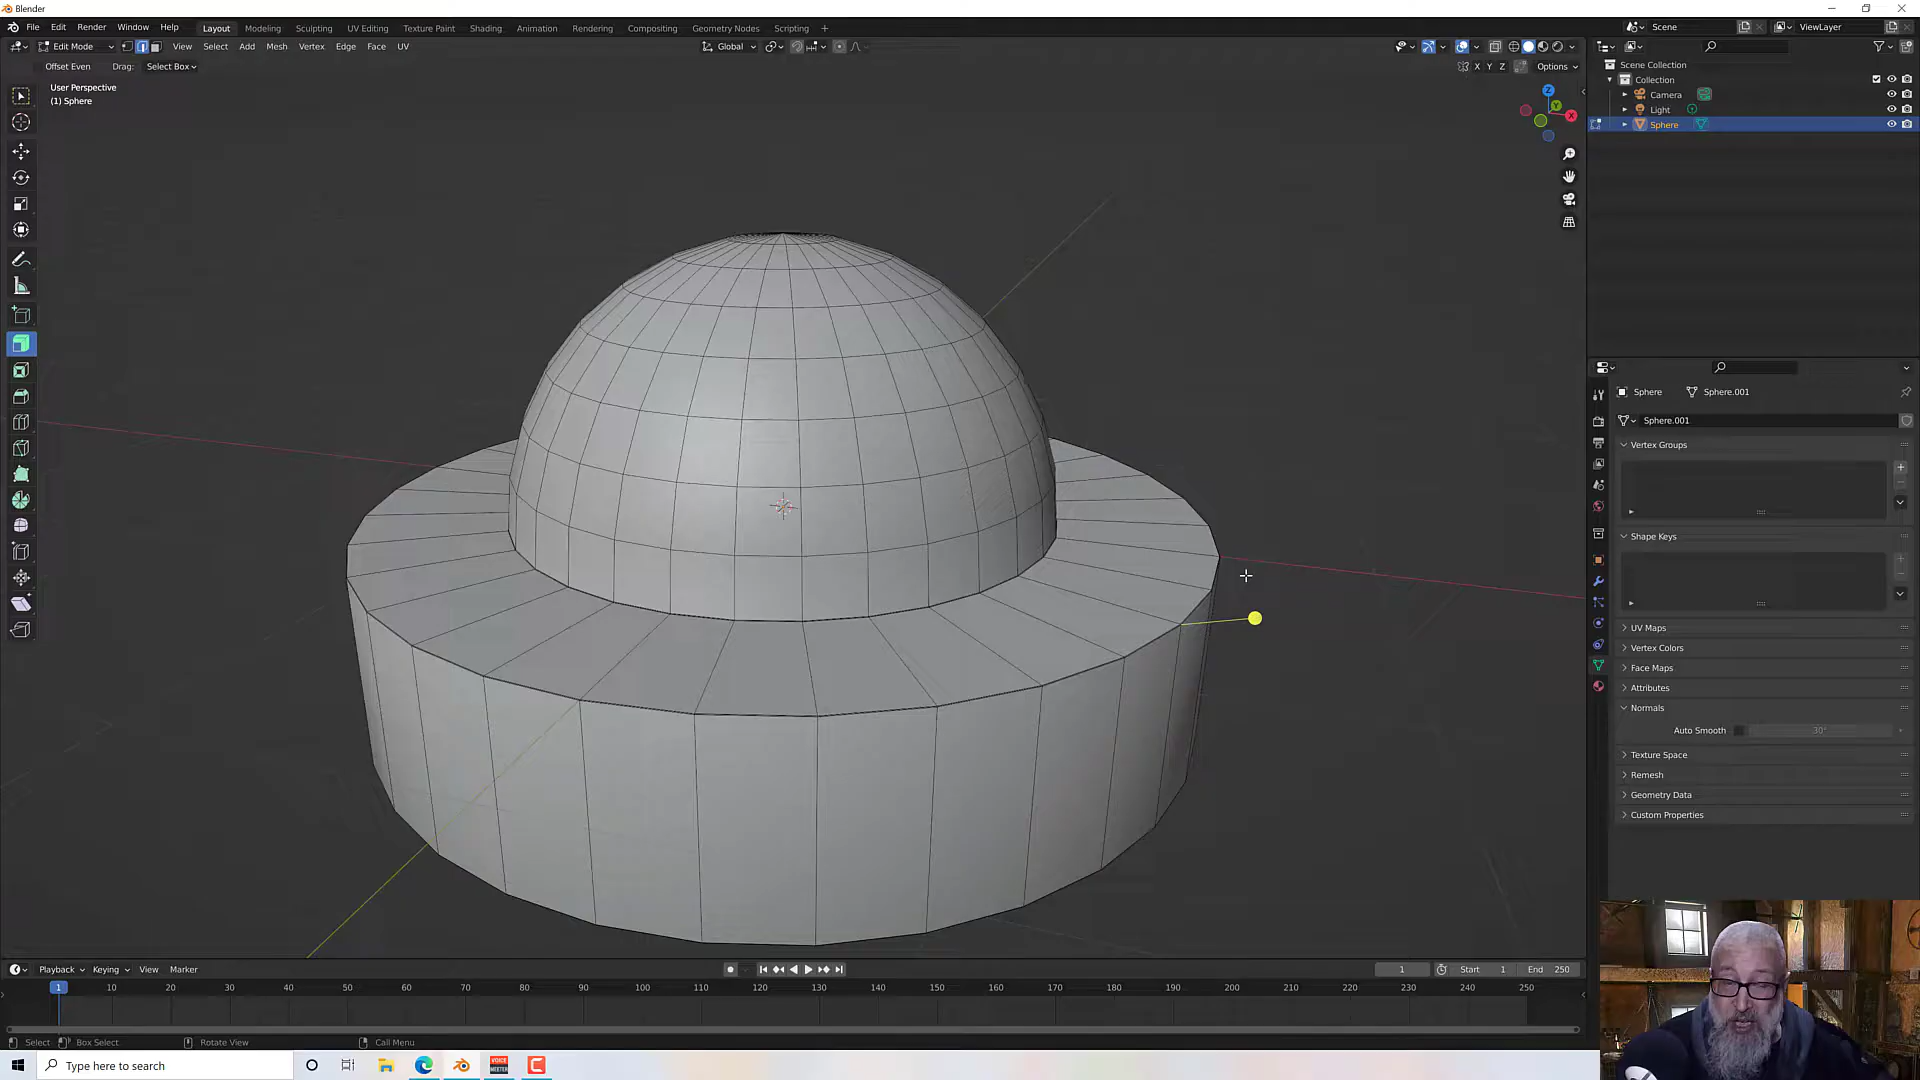 Blender
File Edit Render Window Help
Layout Modeling Sculpting UV Editing Texture Paint Shading Animation Rendering Compositing Geometry Nodes Scripting +
Scene
ViewLayer
Edit Mode View Select Add Mesh Vertex Edge Face UV
Global
Offset Even Drag: Select Box
X Y Z Options
User Perspective
(1) Sphere
Z
Y
X
Scene Collection
Collection
Camera
Light
Sphere
Sphere Sphere.001
Sphere.001
Vertex Groups
Shape Keys
UV Maps
Vertex Colors
Face Maps
Attributes
Normals
Auto Smooth 30°
Texture Space
Remesh
Geometry Data
Custom Properties
Playback Keying View Marker
1 Start 1 End 250
1 10 20 30 40 50 60 70 80 90 100 110 120 130 140 150 160 170 180 190 200 210 220 230 240 250
Select Box Select Rotate View Call Menu
Type here to search
VOICE
MEETER